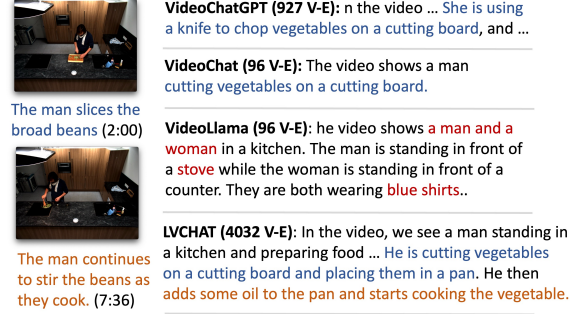 VideoChatGPT (927 V-E): n the video ... She is using
a knife to chop vegetables on a cutting board, and ...
VideoChat (96 V-E): The video shows a man
cutting vegetables on a cutting board.
The man slices the
broad beans (2:00)
VideoLlama (96 V-E): he video shows a man and a
woman in a kitchen. The man is standing in front of
a stove while the woman is standing in front of a
counter. They are both wearing blue shirts..
LVCHAT (4032 V-E): In the video, we see a man standing in
a kitchen and preparing food ... He is cutting vegetables
on a cutting board and placing them in a pan. He then
adds some oil to the pan and starts cooking the vegetable.
The man continues
to stir the beans as
they cook. (7:36)